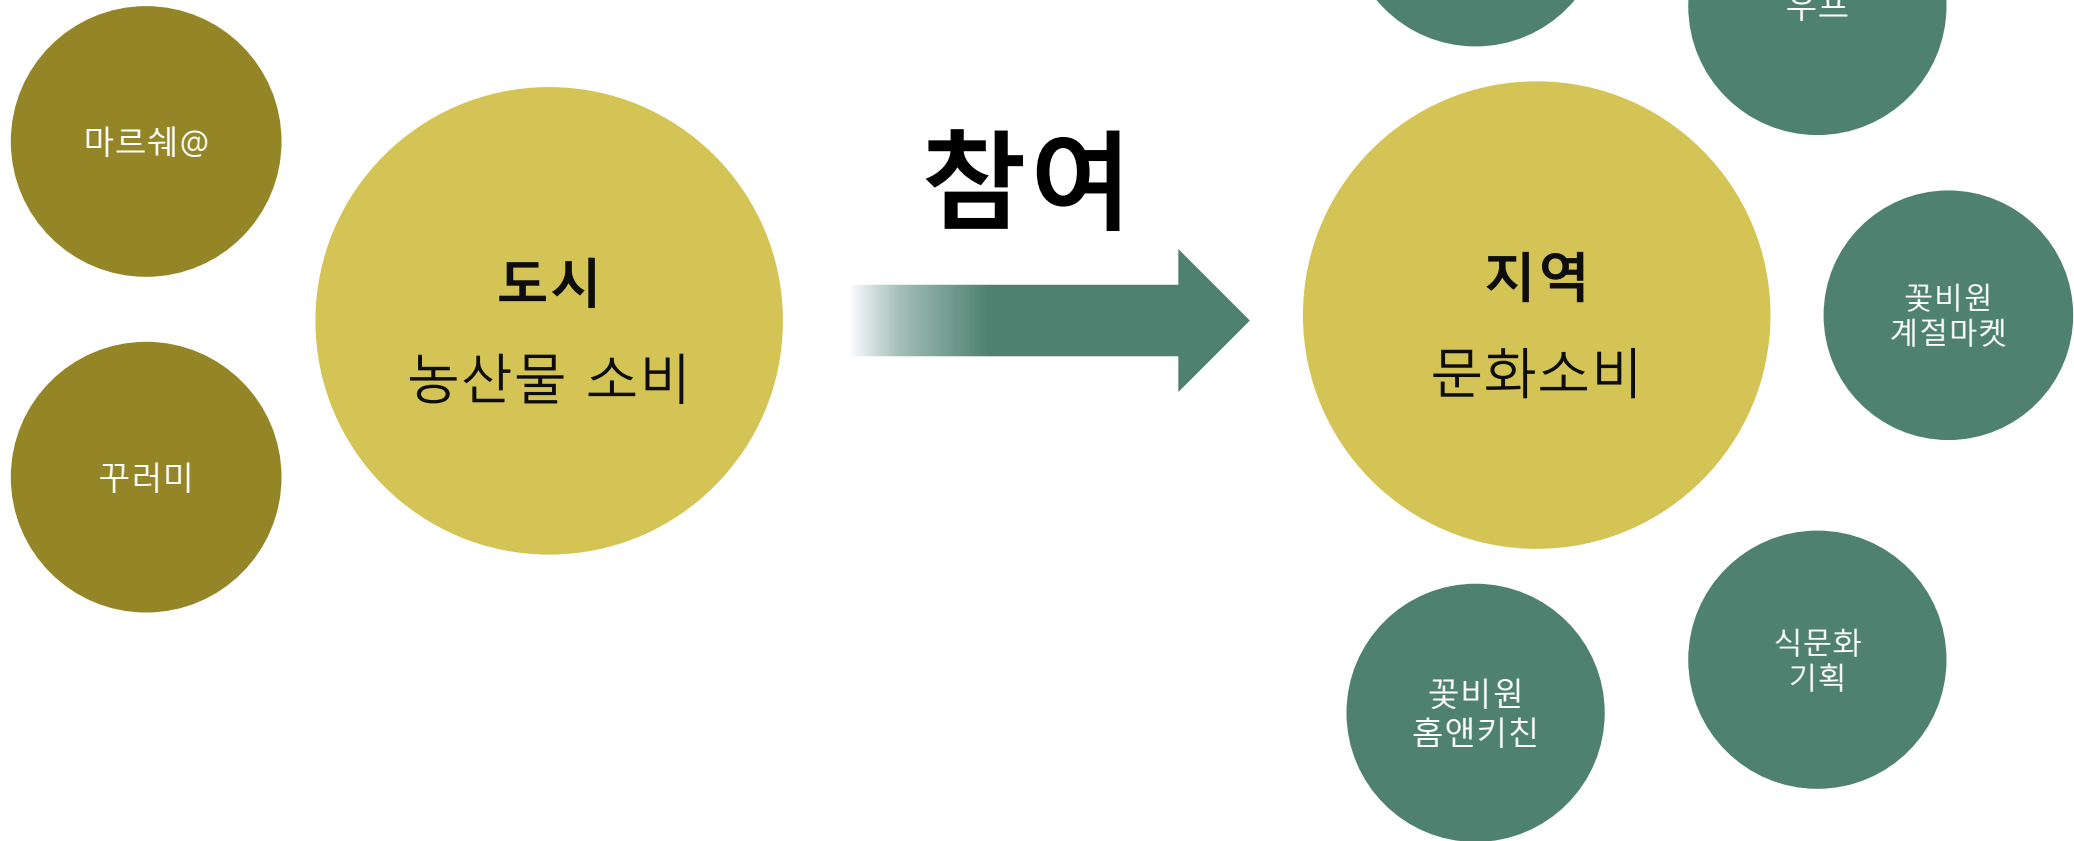 우프
마르쉐@
꾸러미
도시
농산물 소비
참여
지역
문화소비
꽃비원
계절마켓
식문화
기획
꽃비원
홈앤키친